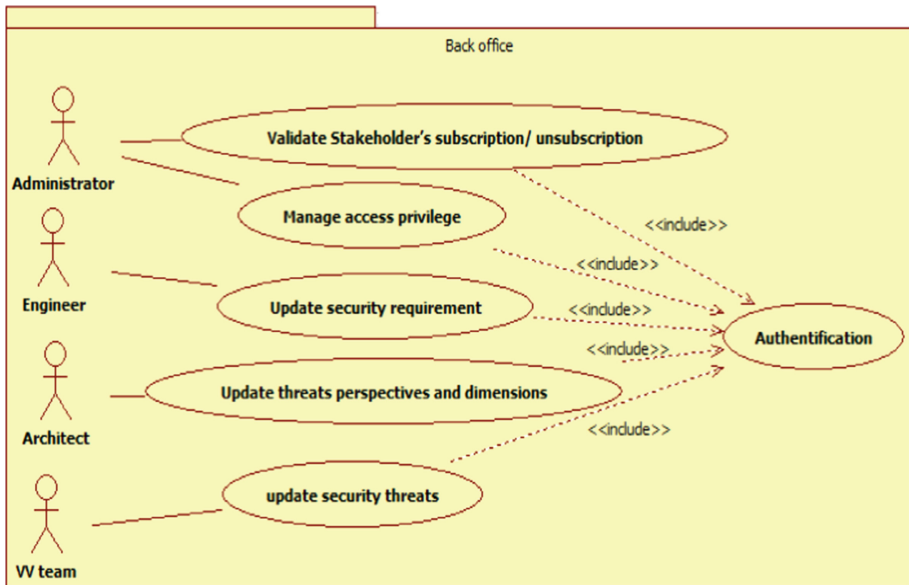 Back office
Validate Stakeholder's subscription/ unsubscription
Administrator
Manage access privilege
<<include>>
<<include>>
Engineer
Update security requirement
<<include>>
Authentification
<<include>>
Update threats perspectives and dimensions
Architect
<<include>>
update security threats
VV team